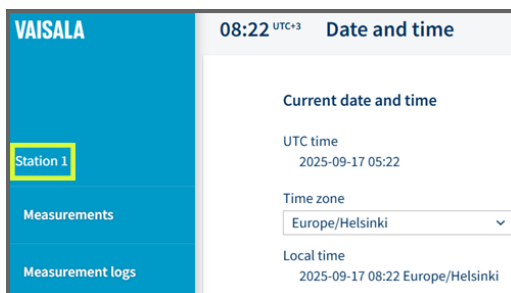 VAISALA
08:22 UTC+3 Date and time
Station 1
Measurements
Measurement logs
Current date and time
UTC time
2025-09-17 05:22
Time zone
Europe/Helsinki
Local time
2025-09-17 08:22 Europe/Helsinki